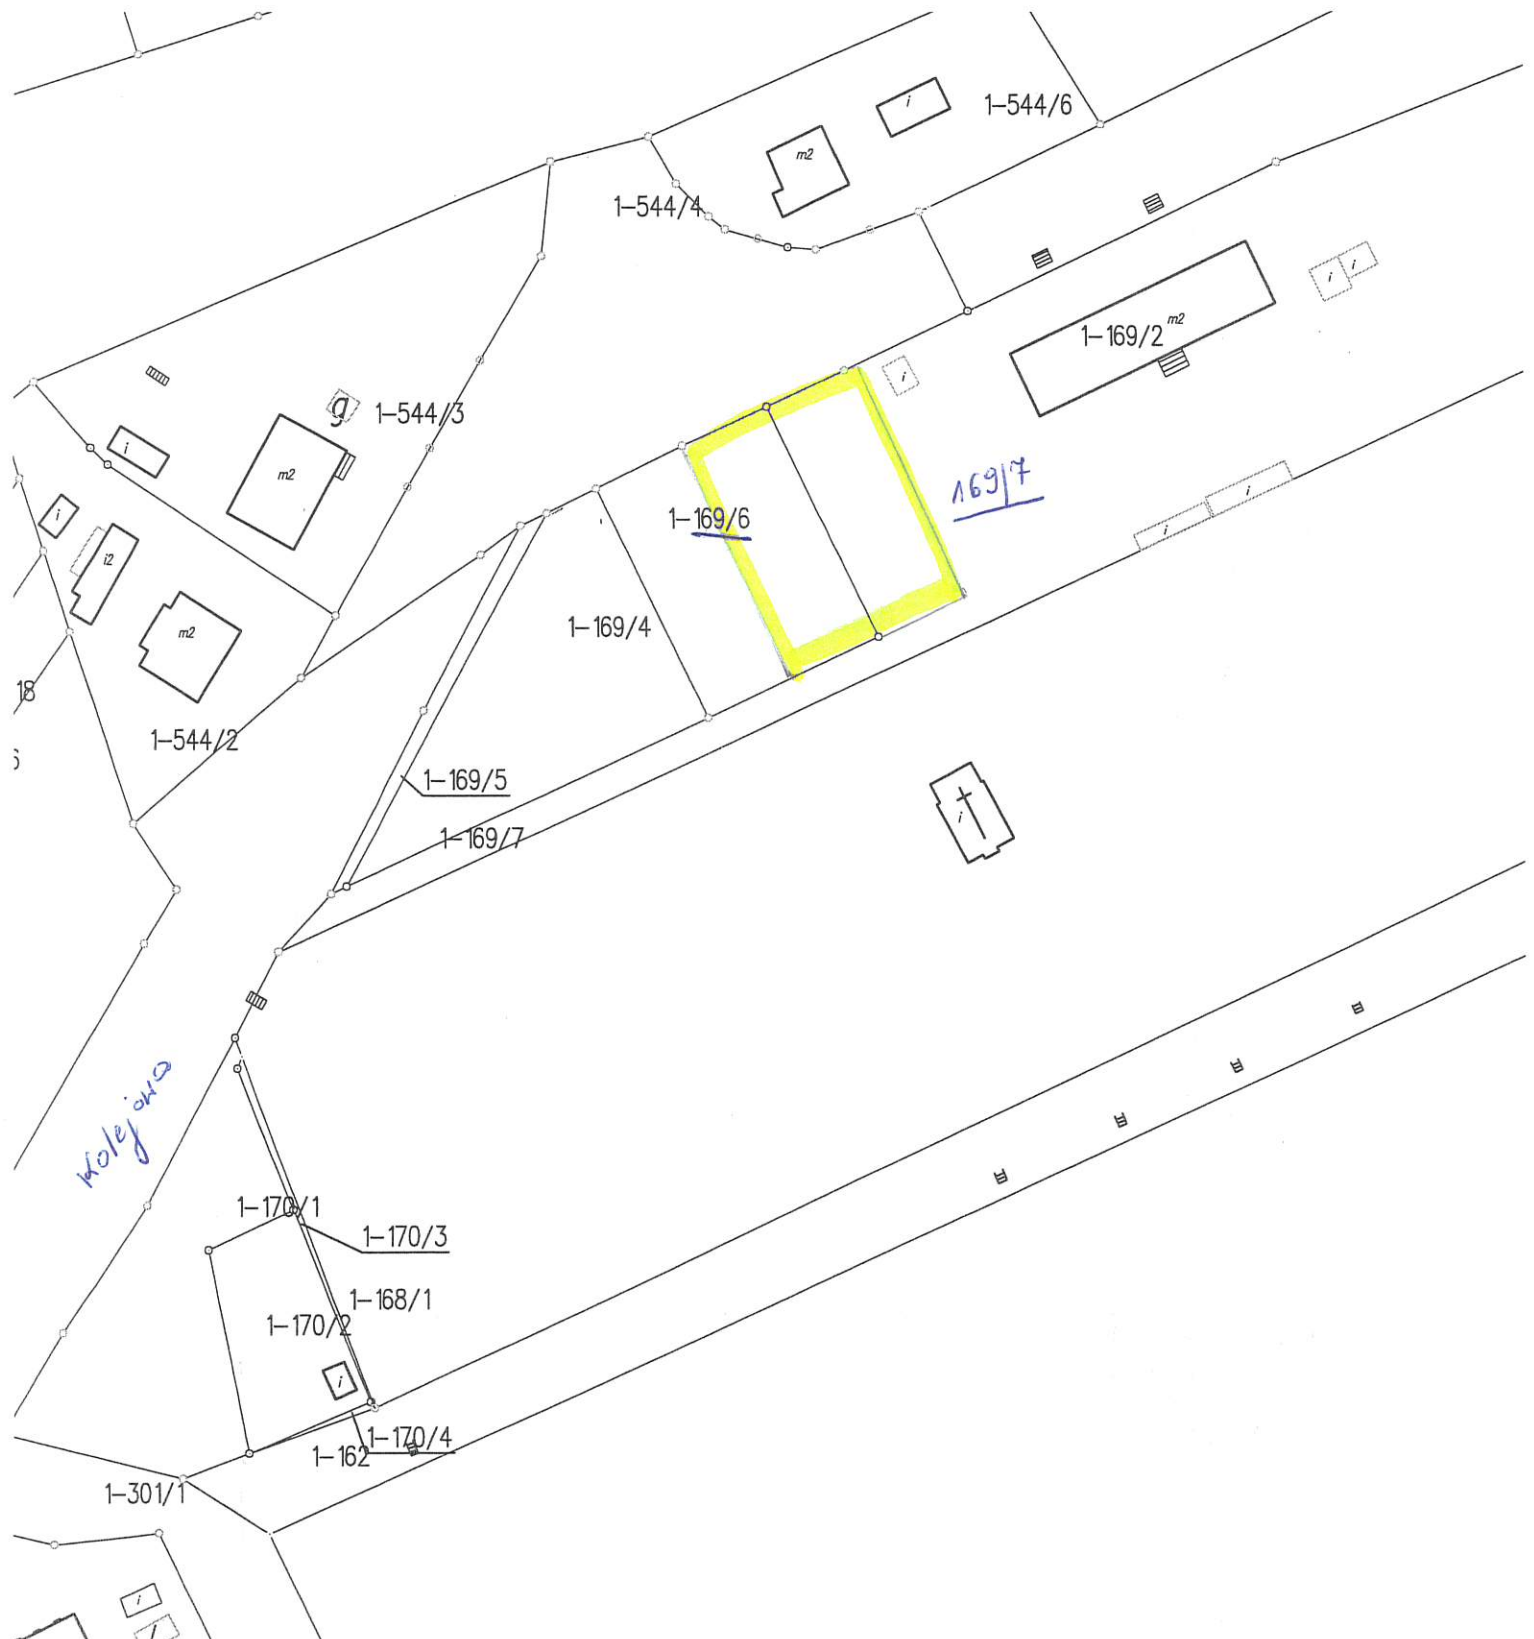 i
1-544/6
m2
1-544/4
i
i
1-169/2 m2
i
g
1-544/3
i
m2
i
1-169/6
169/7
i
i
i2
m2
1-169/4
18
1-544/2
1-169/5
i
1-169/7
Kolejowa
1-170/1
1-170/3
1-168/1
1-170/2
i
1-170/4
1-162
1-301/1
i
i